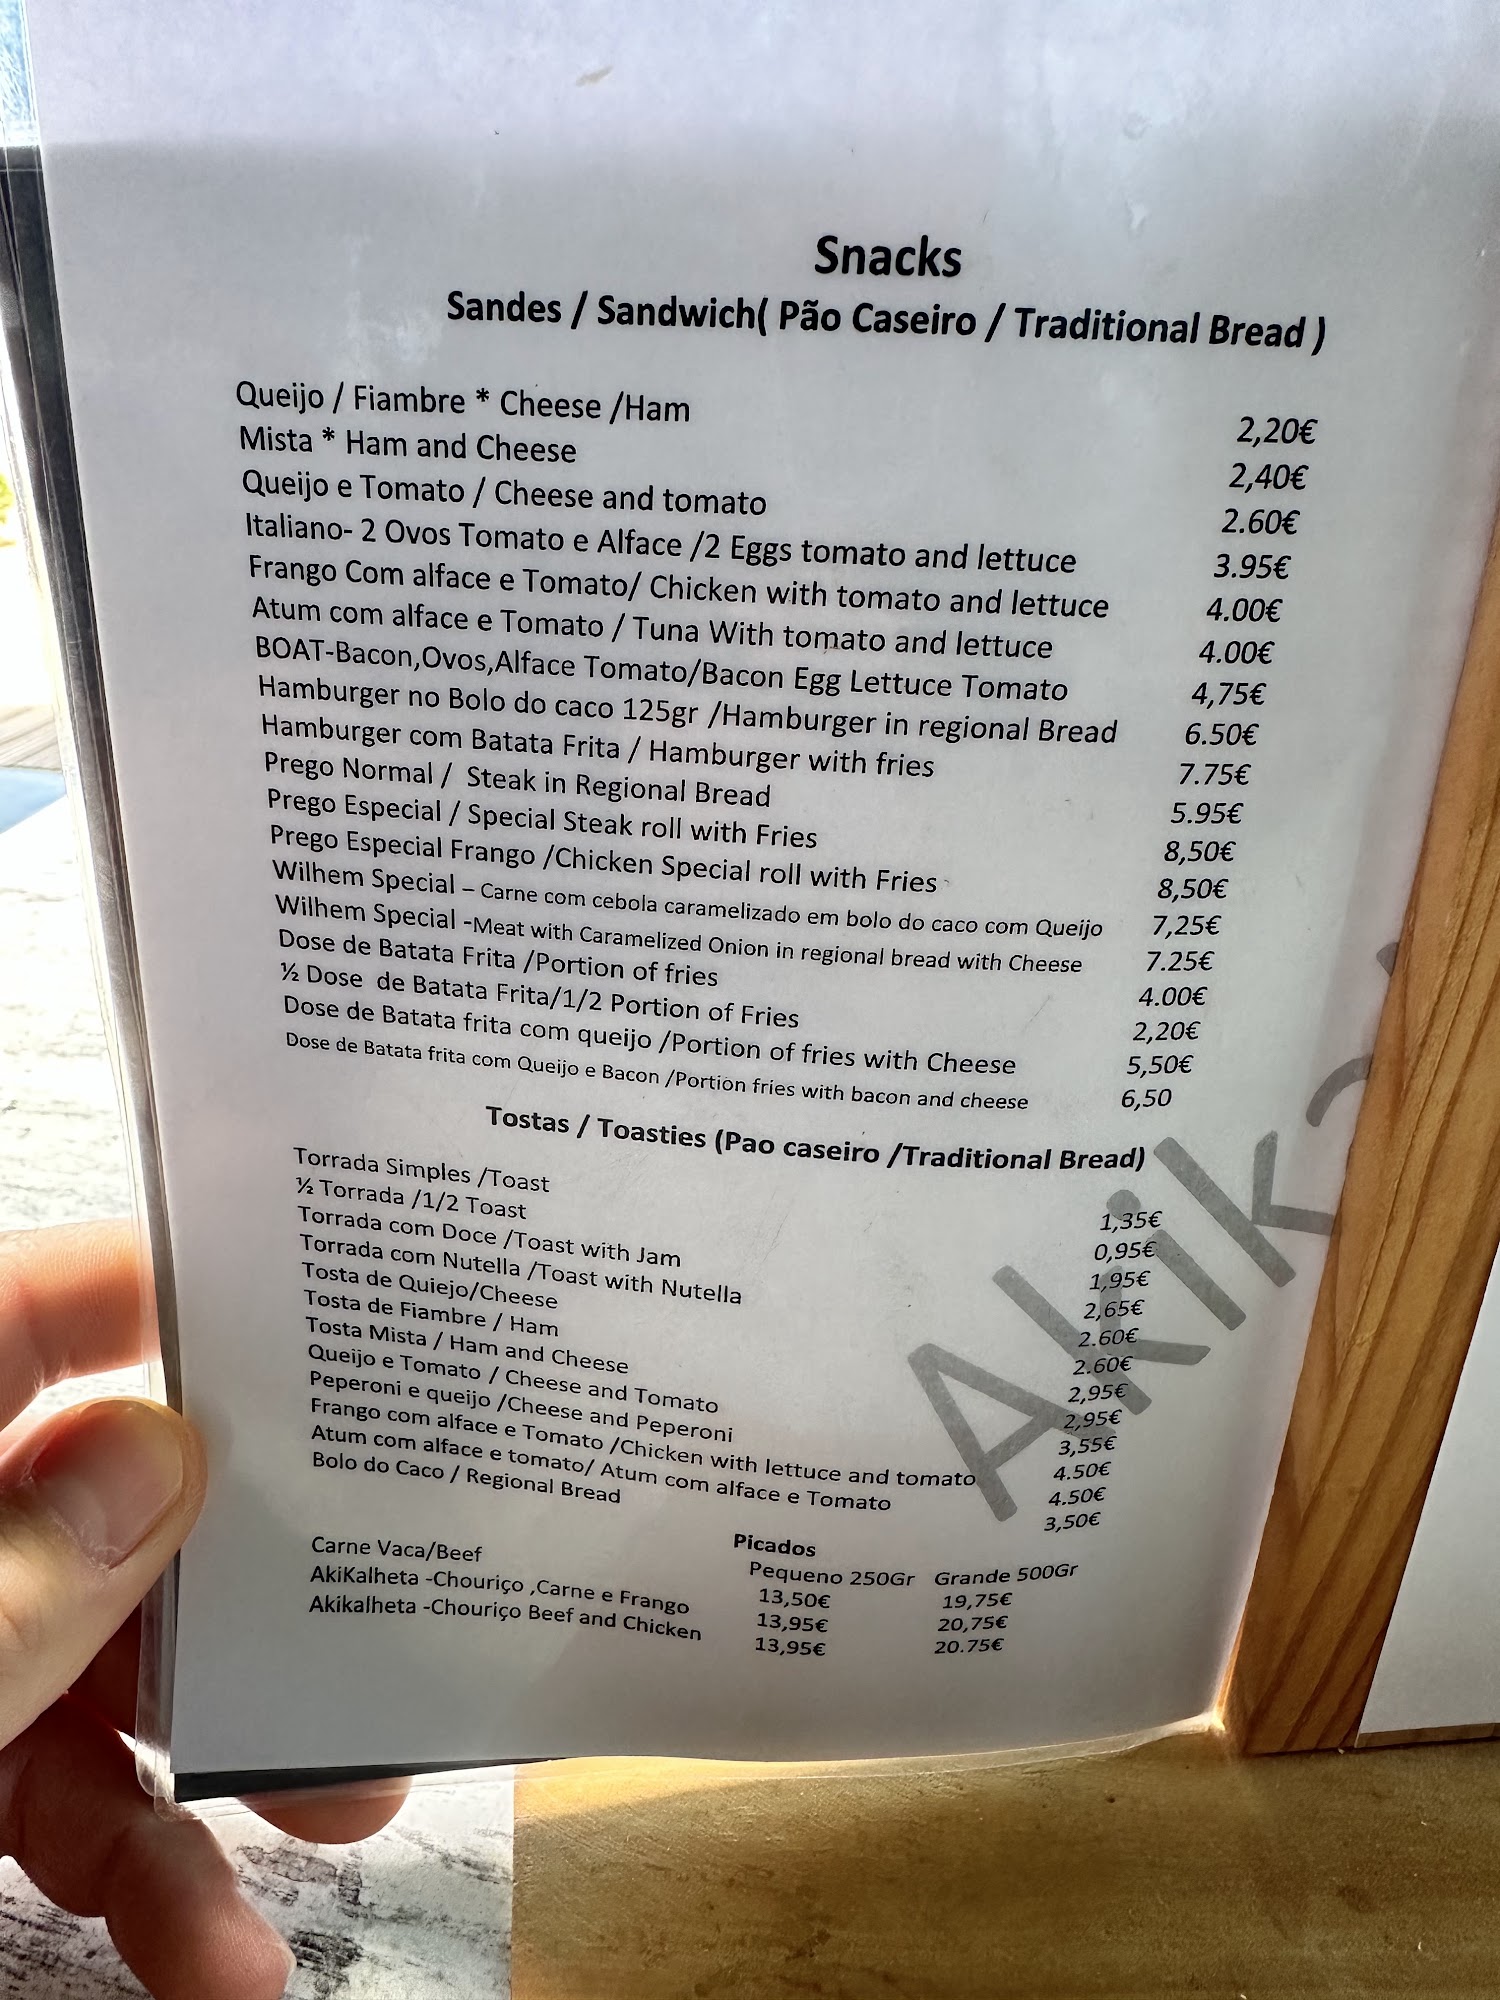 Snacks
Sandes / Sandwich( Pão Caseiro / Traditional Bread )
Queijo / Fiambre * Cheese /Ham 2,20€
Mista * Ham and Cheese 2,40€
Queijo e Tomato / Cheese and tomato 2.60€
Italiano- 2 Ovos Tomato e Alface /2 Eggs tomato and lettuce 3.95€
Frango Com alface e Tomato/ Chicken with tomato and lettuce 4.00€
Atum com alface e Tomato / Tuna With tomato and lettuce 4.00€
BOAT-Bacon,Ovos,Alface Tomato/Bacon Egg Lettuce Tomato 4,75€
Hamburger no Bolo do caco 125gr /Hamburger in regional Bread 6.50€
Hamburger com Batata Frita / Hamburger with fries 7.75€
Prego Normal / Steak in Regional Bread 5.95€
Prego Especial / Special Steak roll with Fries 8,50€
Prego Especial Frango /Chicken Special roll with Fries 8,50€
Wilhem Special – Carne com cebola caramelizado em bolo do caco com Queijo 7,25€
Wilhem Special -Meat with Caramelized Onion in regional bread with Cheese 7.25€
Dose de Batata Frita /Portion of fries 4.00€
½ Dose de Batata Frita/1/2 Portion of Fries 2,20€
Dose de Batata frita com queijo /Portion of fries with Cheese 5,50€
Dose de Batata frita com Queijo e Bacon /Portion fries with bacon and cheese 6,50
Tostas / Toasties (Pao caseiro /Traditional Bread)
Torrada Simples /Toast 1,35€
½ Torrada /1/2 Toast 0,95€
Torrada com Doce /Toast with Jam 1,95€
Torrada com Nutella /Toast with Nutella 2,65€
Tosta de Quiejo/Cheese 2.60€
Tosta de Fiambre / Ham 2.60€
Tosta Mista / Ham and Cheese 2,95€
Queijo e Tomato / Cheese and Tomato 2,95€
Peperoni e queijo /Cheese and Peperoni 3,55€
Frango com alface e Tomato /Chicken with lettuce and tomato 4.50€
Atum com alface e tomato/ Atum com alface e Tomato 4.50€
Bolo do Caco / Regional Bread 3,50€
Picados
Pequeno 250Gr Grande 500Gr
Carne Vaca/Beef 13,50€ 19,75€
AkiKalheta -Chouriço ,Carne e Frango 13,95€ 20,75€
Akikalheta -Chouriço Beef and Chicken 13,95€ 20.75€